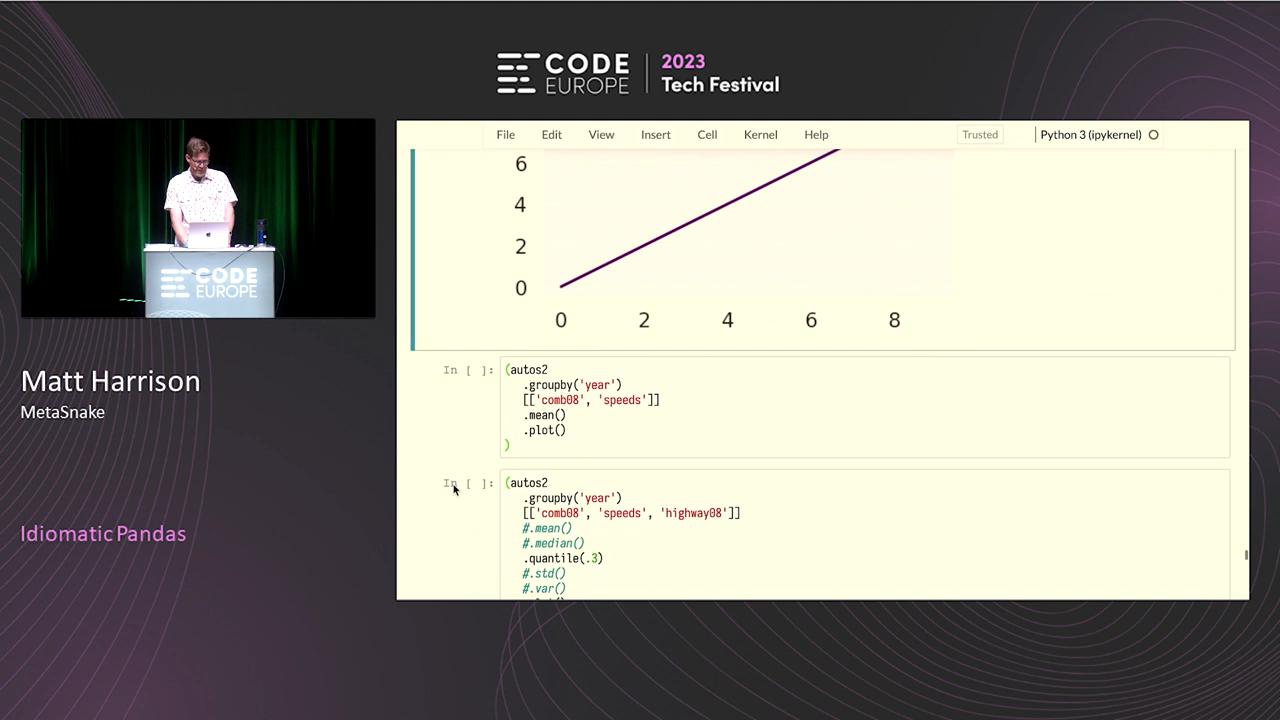 CODE
EUROPE
2023
Tech Festival
File Edit View Insert Cell Kernel Help Trusted Python 3 (ipykernel)
6
4
2
0
0 2 4 6 8
CODE
EUROPE
Matt Harrison
MetaSnake
Idiomatic Pandas
In [ ]:
(autos2
.groupby('year')
[['comb08', 'speeds']]
.mean()
.plot()
)
In [ ]:
(autos2
.groupby('year')
[['comb08', 'speeds', 'highway08']]
#.mean()
#.median()
.quantile(.3)
#.std()
#.var()